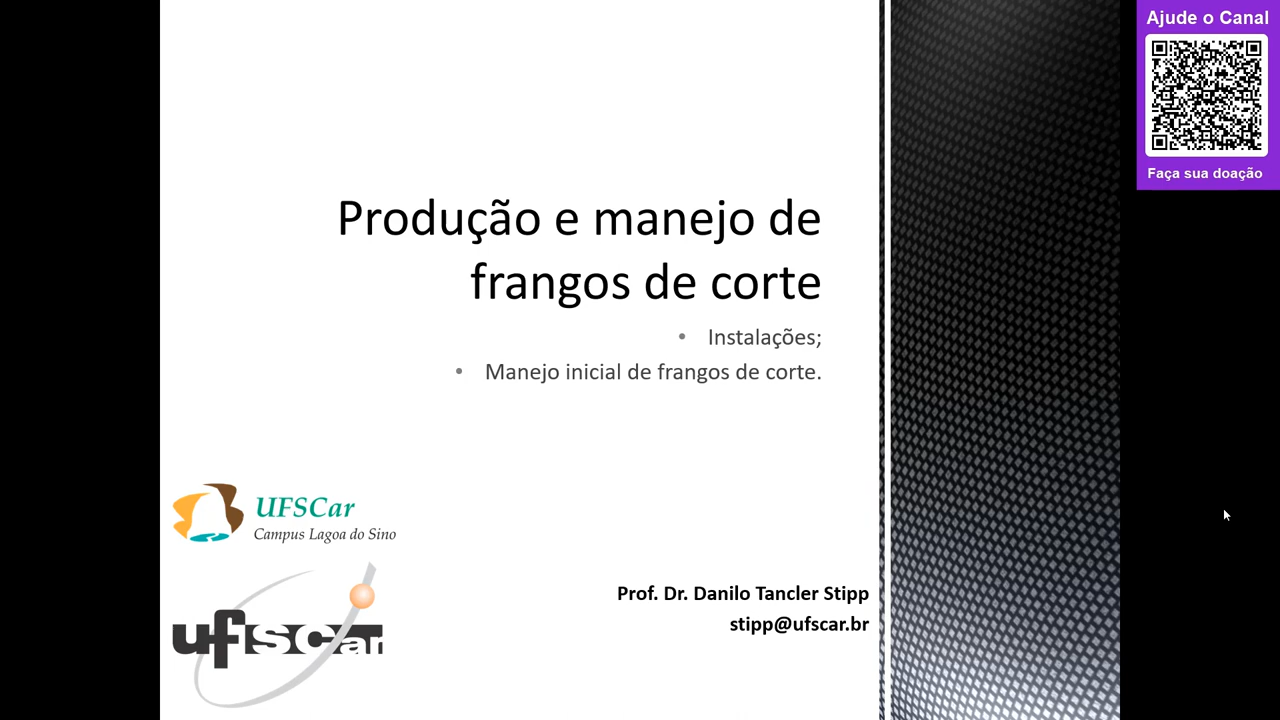 Ajude o Canal
Faça sua doação
Produção e manejo de
frangos de corte
• Instalações;
• Manejo inicial de frangos de corte.
UFSCar
Campus Lagoa do Sino
ufscar
Prof. Dr. Danilo Tancler Stipp
stipp@ufscar.br